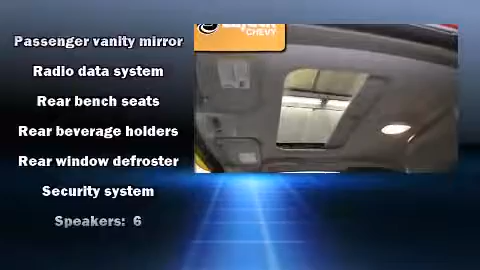 Passenger vanity mirror
Radio data system
Rear bench seats
Rear beverage holders
Rear window defroster
Security system
Speakers: 6
CHEVY